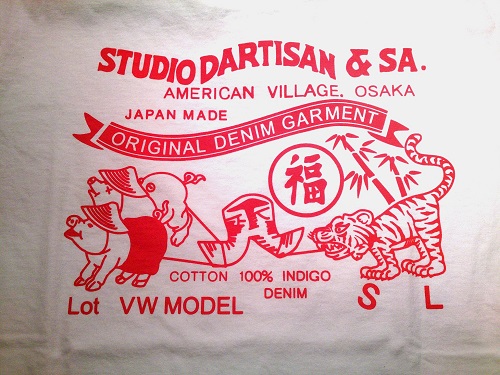 STUDIO DARTISAN & SA.
AMERICAN VILLAGE. OSAKA
JAPAN MADE
ORIGINAL DENIM GARMENT
福
COTTON 100% INDIGO
DENIM
Lot VW MODEL
S L